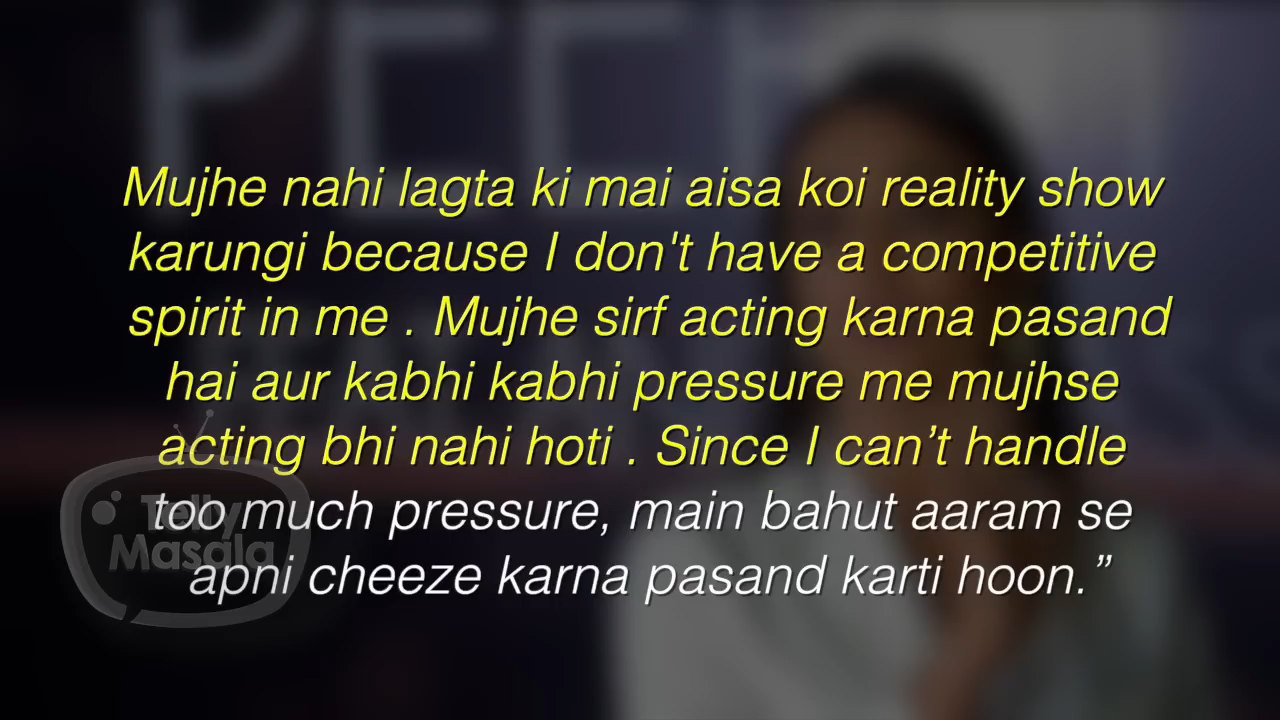 Mujhe nahi lagta ki mai aisa koi reality show
karungi because I don't have a competitive
spirit in me . Mujhe sirf acting karna pasand
hai aur kabhi kabhi pressure me mujhse
acting bhi nahi hoti . Since I can’t handle
too much pressure, main bahut aaram se
apni cheeze karna pasand karti hoon.”
Telly
Masala